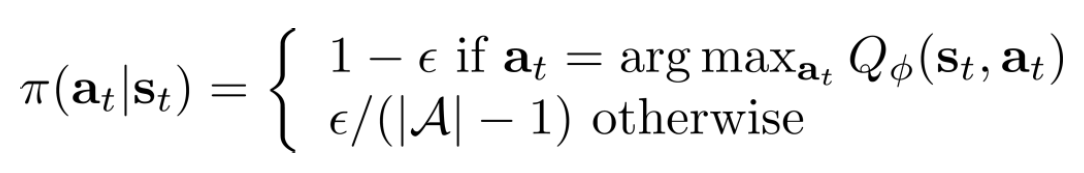 π(a_t|s_t) = { 1 − ϵ if a_t = arg max_{a_t} Q_ϕ(s_t, a_t)
ϵ/(|𝒜| − 1) otherwise